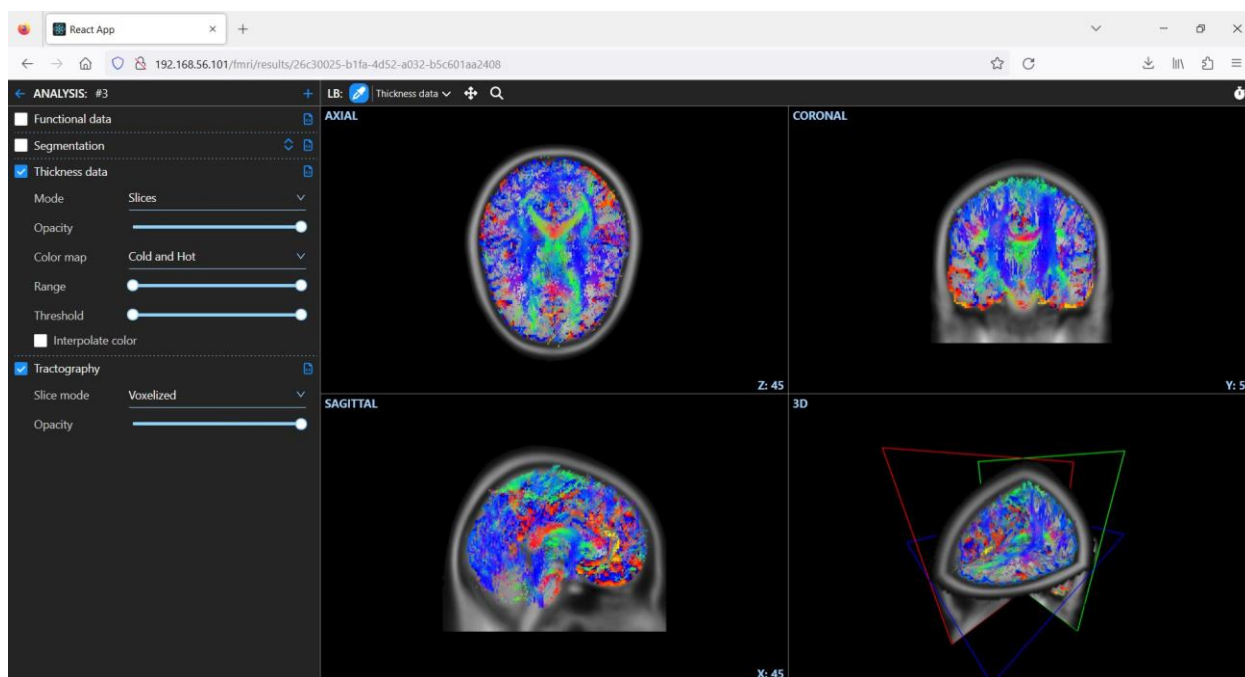 React App
192.168.56.101/fmri/results/26c30025-b1fa-4d52-a032-b5c601aa2408
ANALYSIS: #3
LB: Thickness data
Functional data
Segmentation
Thickness data
Mode Slices
Opacity
Color map Cold and Hot
Range
Threshold
Interpolate color
Tractography
Slice mode Voxelized
Opacity
AXIAL
Z: 45
CORONAL
Y: 5
SAGITTAL
X: 45
3D